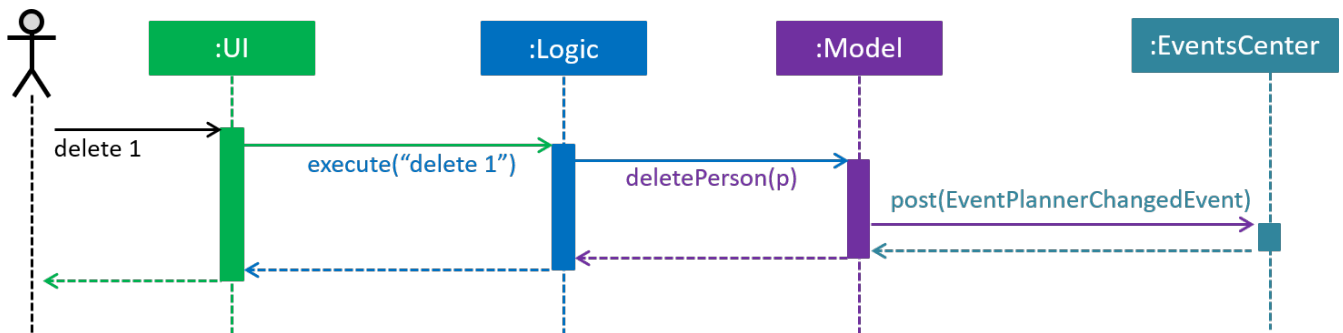 :UI
:Logic
:Model
:EventsCenter
delete 1
execute(“delete 1”)
deletePerson(p)
post(EventPlannerChangedEvent)